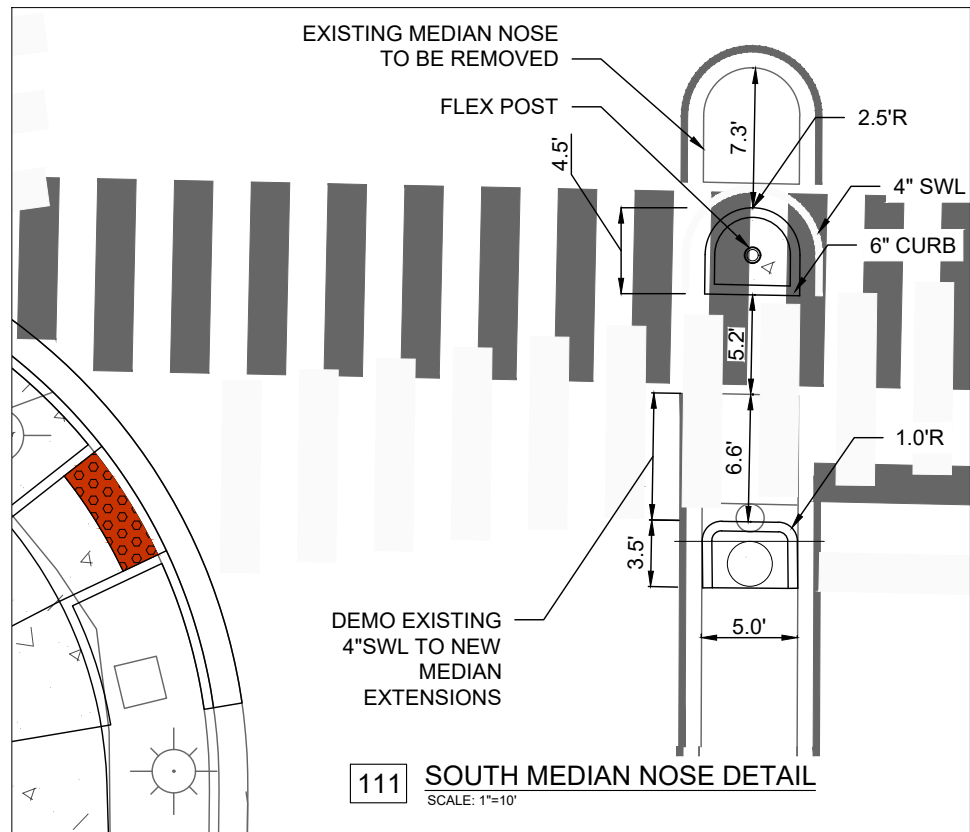 EXISTING MEDIAN NOSE
TO BE REMOVED
FLEX POST
2.5'R
7.3'
4.5'
4" SWL
6" CURB
5.2'
6.6'
1.0'R
3.5'
5.0'
DEMO EXISTING
4"SWL TO NEW
MEDIAN
EXTENSIONS
111 SOUTH MEDIAN NOSE DETAIL
SCALE: 1"=10'